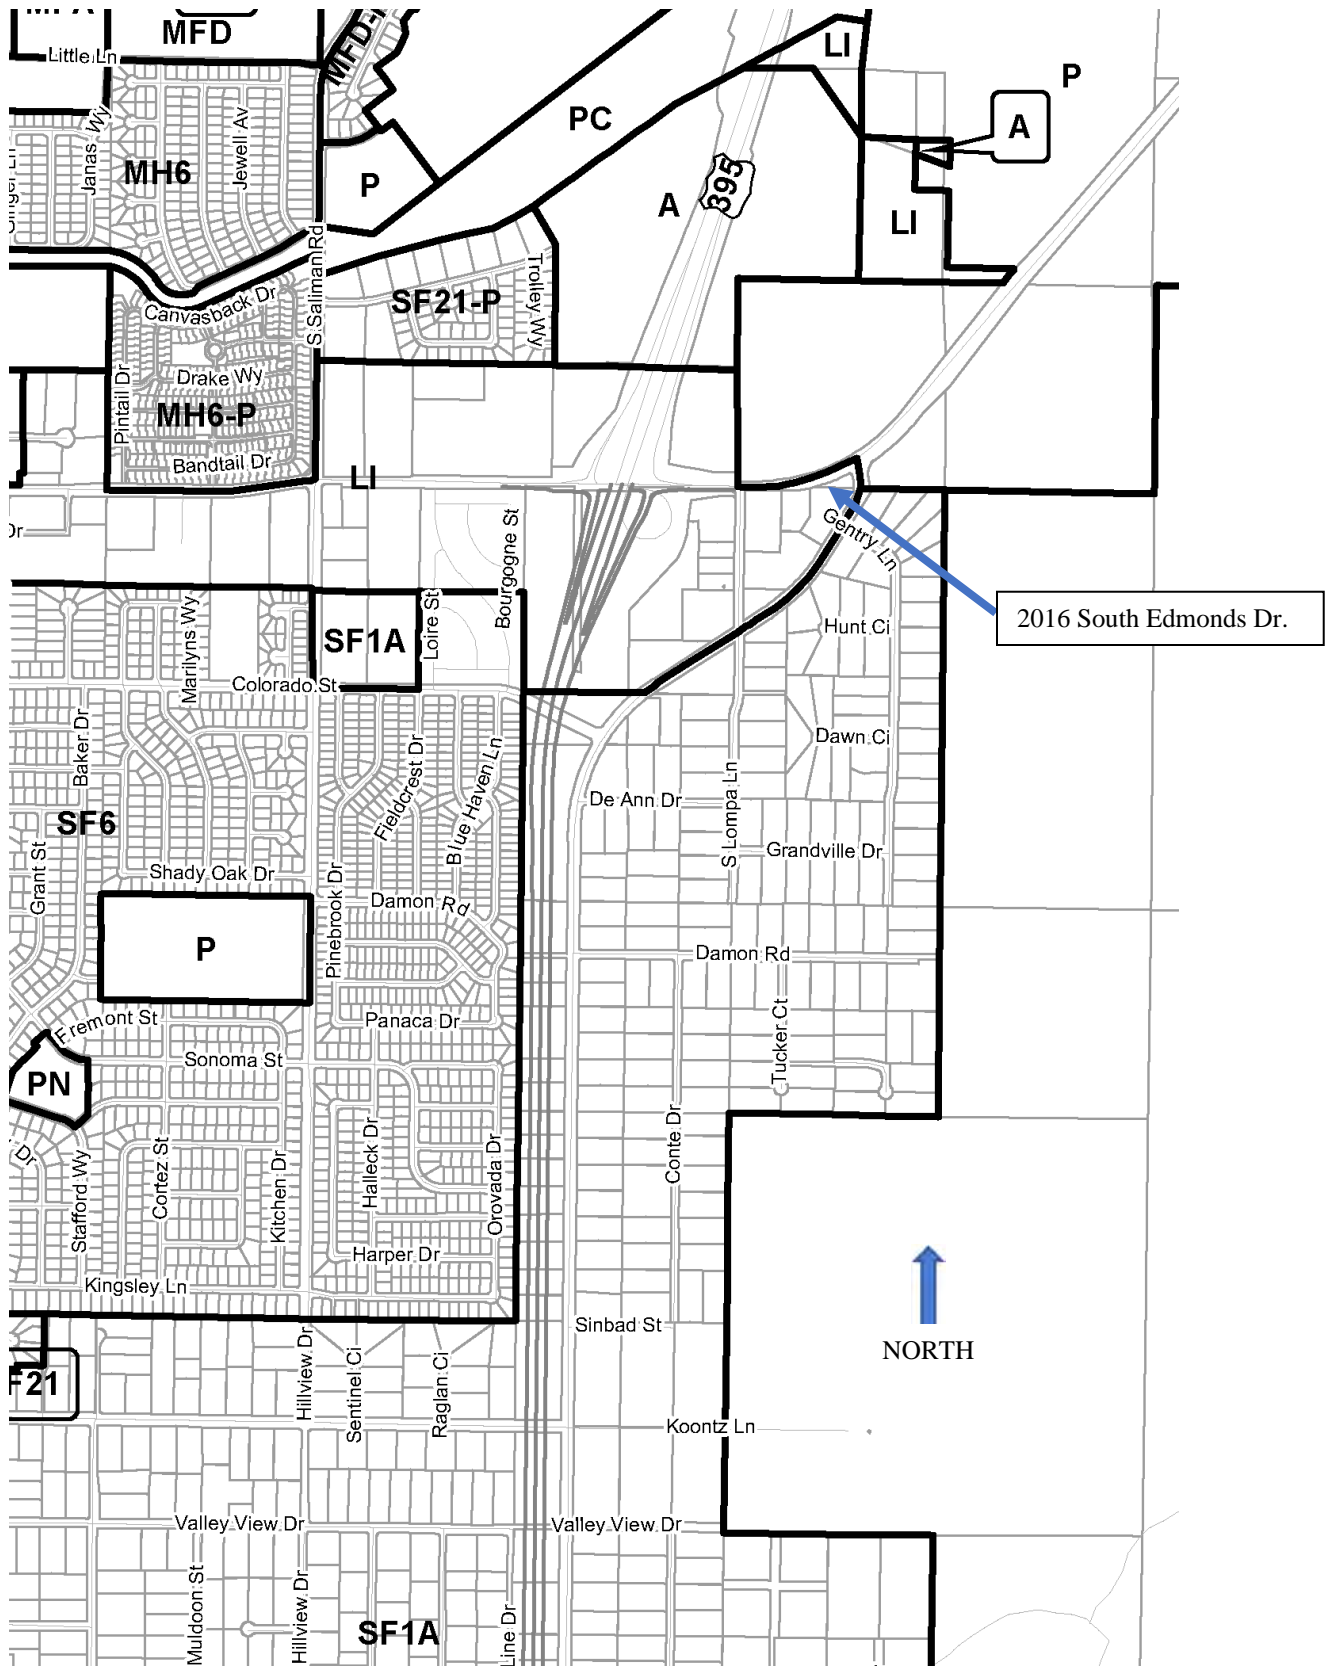 MFD
MFD-
Little Ln
LI
P
PC
A
Janas Wy
Jewell Av
MH6
P
395
A
LI
S Saliman Rd
SF21-P
Trolley Wy
Canvasback Dr
Drake Wy
Pintail Dr
MH6-P
Bandtail Dr
LI
Dr
Bourgogne St
Gentry Ln
2016 South Edmonds Dr.
Marilyns Wy
SF1A
Loire St
Hunt Ci
Colorado St
Baker Dr
Fieldcrest Dr
Blue Haven Ln
Dawn Ci
S Lompa Ln
De Ann Dr
SF6
Grandville Dr
Grant St
Shady Oak Dr
Pinebrook Dr
Damon Rd
P
Damon Rd
Fremont St
Panaca Dr
Tucker Ct
Sonoma St
PN
Conte Dr
Dr
Stafford Wy
Cortez St
Kitchen Dr
Halleck Dr
Orovada Dr
Harper Dr
Kingsley Ln
Sinbad St
NORTH
F21
Hillview Dr
Sentinel Ci
Raglan Ci
Koontz Ln
Valley View Dr
Valley View Dr
Muldoon St
Hillview Dr
SF1A
Line Dr